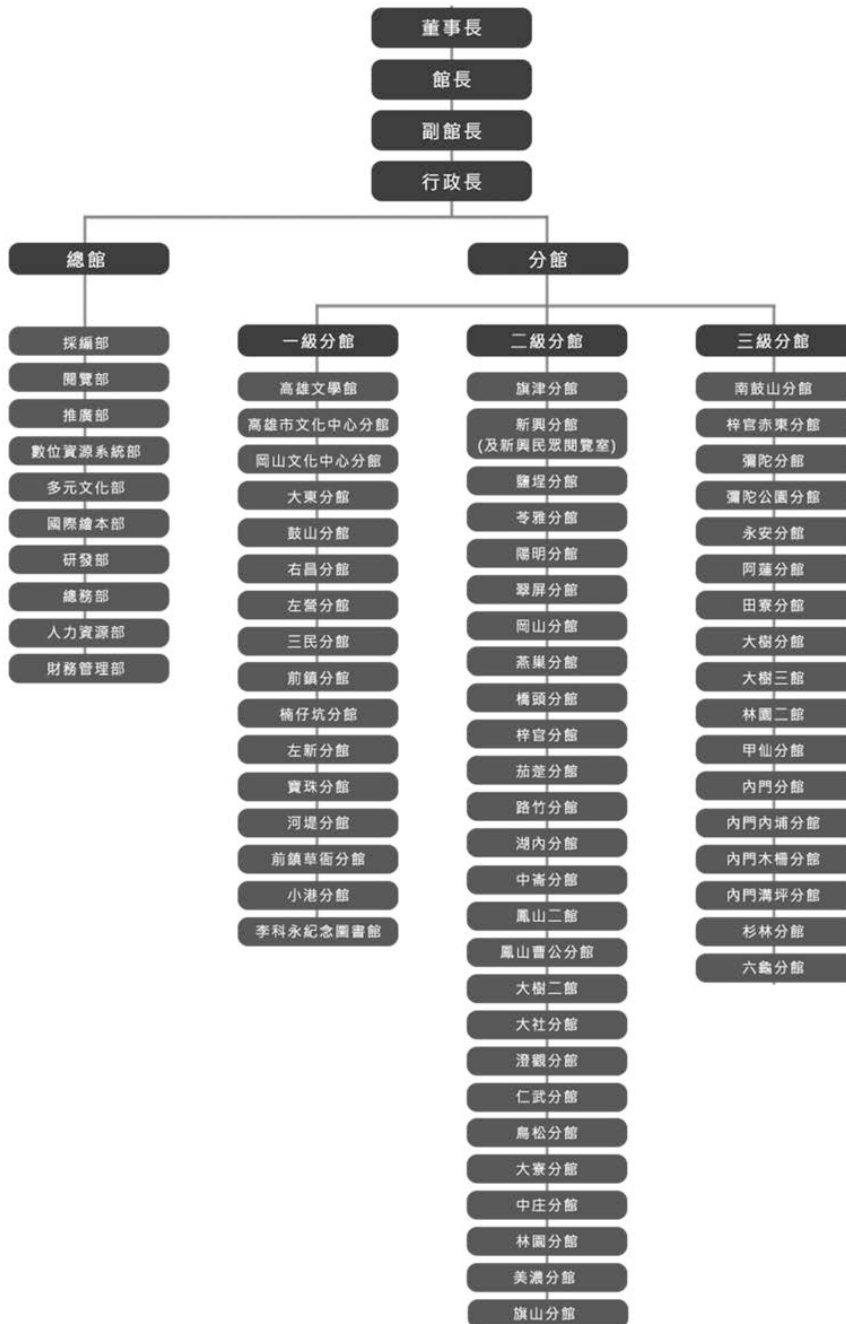 董事長
館長
副館長
行政長
總館
分館
採編部
閱覽部
推廣部
數位資源系統部
多元文化部
國際繪本部
研發部
總務部
人力資源部
財務管理部
一級分館
高雄文學館
高雄市文化中心分館
岡山文化中心分館
大東分館
鼓山分館
右昌分館
左營分館
三民分館
前鎮分館
楠仔坑分館
左新分館
寶珠分館
河堤分館
前鎮草衙分館
小港分館
李科永紀念圖書館
二級分館
旗津分館
新興分館
(及新興民眾閱覽室)
鹽埕分館
苓雅分館
陽明分館
翠屏分館
岡山分館
燕巢分館
橋頭分館
梓官分館
茄萣分館
路竹分館
湖內分館
中崙分館
鳳山二館
鳳山曹公分館
大樹二館
大社分館
澄觀分館
仁武分館
鳥松分館
大寮分館
中庄分館
林園分館
美濃分館
旗山分館
三級分館
南鼓山分館
梓官赤東分館
彌陀分館
彌陀公園分館
永安分館
阿蓮分館
田寮分館
大樹分館
大樹三館
林園二館
甲仙分館
內門分館
內門內埔分館
內門木柵分館
內門溝坪分館
杉林分館
六龜分館